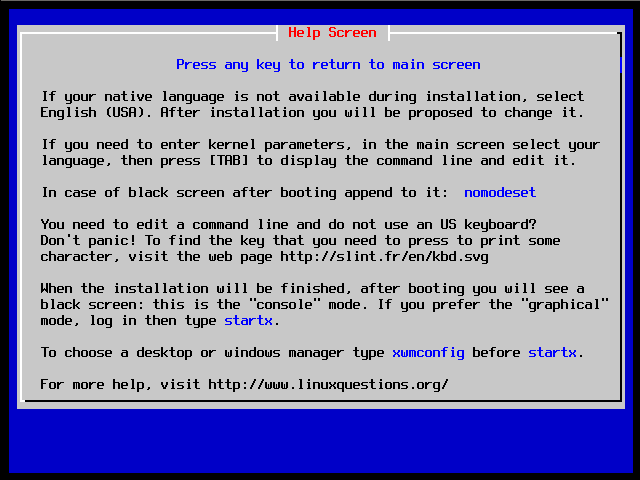 Help Screen
Press any key to return to main screen
If your native language is not available during installation, select
English (USA). After installation you will be proposed to change it.
If you need to enter kernel parameters, in the main screen select your
language, then press [TAB] to display the command line and edit it.
In case of black screen after booting append to it:  nomodeset
You need to edit a command line and do not use an US keyboard?
Don't panic! To find the key that you need to press to print some
character, visit the web page http://slint.fr/en/kbd.svg
When the installation will be finished, after booting you will see a
black screen: this is the "console" mode. If you prefer the "graphical"
mode, log in then type startx.
To choose a desktop or windows manager type xwmconfig before startx.
For more help, visit http://www.linuxquestions.org/